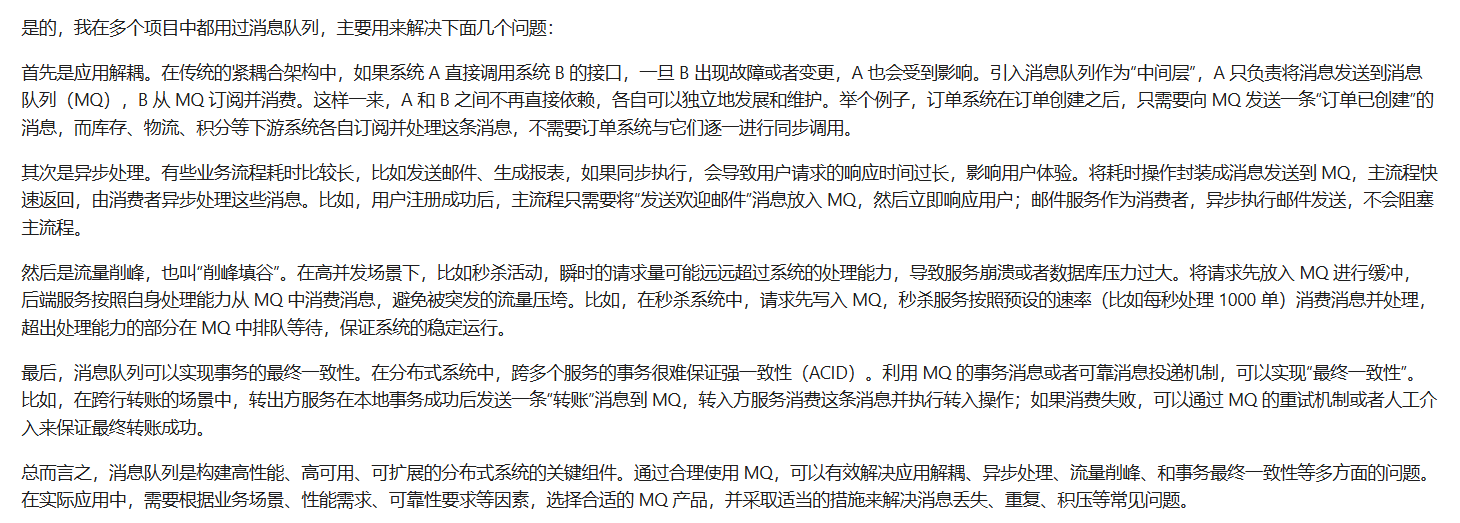 是的，我在多个项目中都用过消息队列，主要用来解决下面几个问题：
首先是应用解耦。在传统的紧耦合架构中，如果系统 A 直接调用系统 B 的接口，一旦 B 出现故障或者变更，A 也会受到影响。引入消息队列作为“中间层”，A 只负责将消息发送到消息
队列（MQ），B 从 MQ 订阅并消费。这样一来，A 和 B 之间不再直接依赖，各自可以独立地发展和维护。举个例子，订单系统在订单创建之后，只需要向 MQ 发送一条“订单已创建”的
消息，而库存、物流、积分等下游系统各自订阅并处理这条消息，不需要订单系统与它们逐一进行同步调用。
其次是异步处理。有些业务流程耗时比较长，比如发送邮件、生成报表，如果同步执行，会导致用户请求的响应时间过长，影响用户体验。将耗时操作封装成消息发送到 MQ，主流程快
速返回，由消费者异步处理这些消息。比如，用户注册成功后，主流程只需要将“发送欢迎邮件”消息放入 MQ，然后立即响应用户；邮件服务作为消费者，异步执行邮件发送，不会阻塞
主流程。
然后是流量削峰，也叫“削峰填谷”。在高并发场景下，比如秒杀活动，瞬时的请求量可能远远超过系统的处理能力，导致服务崩溃或者数据库压力过大。将请求先放入 MQ 进行缓冲，
后端服务按照自身处理能力从 MQ 中消费消息，避免被突发的流量压垮。比如，在秒杀系统中，请求先写入 MQ，秒杀服务按照预设的速率（比如每秒处理 1000 单）消费消息并处理，
超出处理能力的部分在 MQ 中排队等待，保证系统的稳定运行。
最后，消息队列可以实现事务的最终一致性。在分布式系统中，跨多个服务的事务很难保证强一致性（ACID）。利用 MQ 的事务消息或者可靠消息投递机制，可以实现“最终一致性”。
比如，在跨行转账的场景中，转出方服务在本地事务成功后发送一条“转账”消息到 MQ，转入方服务消费这条消息并执行转入操作；如果消费失败，可以通过 MQ 的重试机制或者人工介
入来保证最终转账成功。
总而言之，消息队列是构建高性能、高可用、可扩展的分布式系统的关键组件。通过合理使用 MQ，可以有效解决应用解耦、异步处理、流量削峰、和事务最终一致性等多方面的问题。
在实际应用中，需要根据业务场景、性能需求、可靠性要求等因素，选择合适的 MQ 产品，并采取适当的措施来解决消息丢失、重复、积压等常见问题。